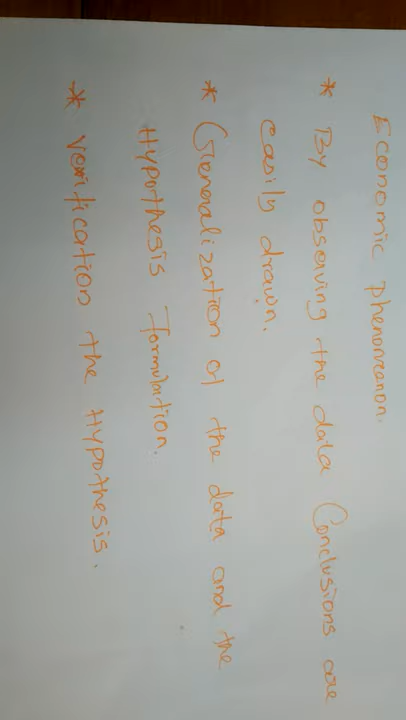 Economic phenomeanon.
* By observing the data Conclusions are
easily drawn.
* Generalization of the data and the
Hypothesis Formulation.
* verification the Hypothesis.